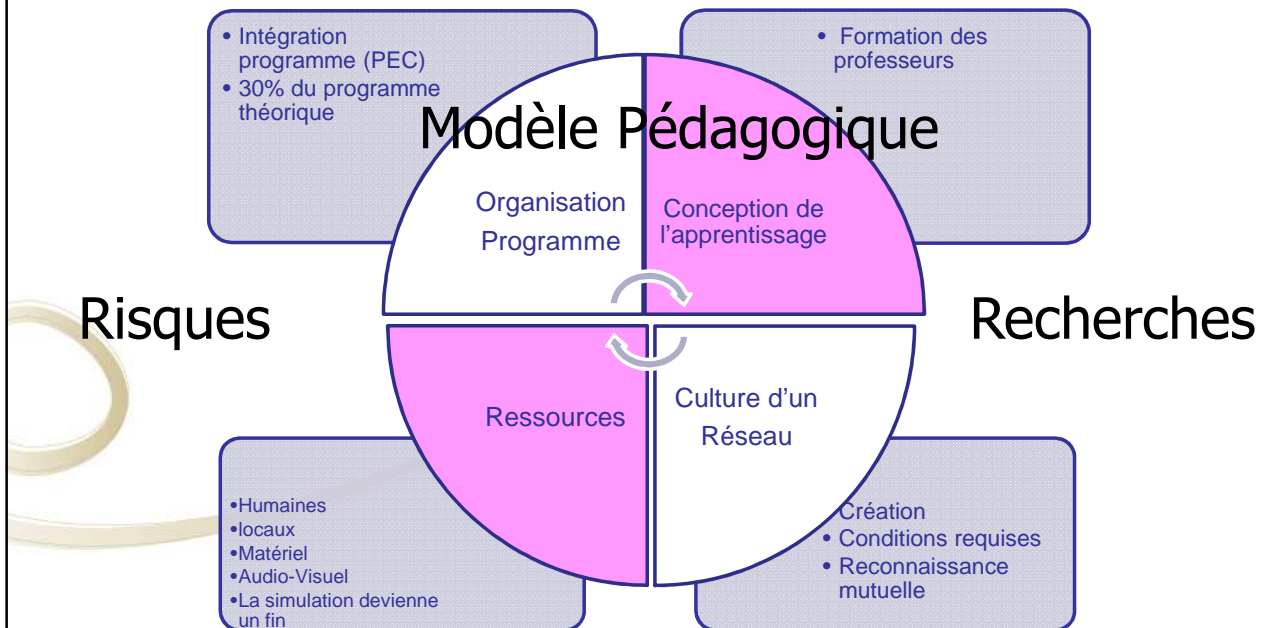 • Intégration
programme (PEC)
• 30% du programme
théorique
• Formation des
professeurs
Modèle Pédagogique
Organisation
Programme
Conception de
l’apprentissage
Risques
Recherches
Ressources
Culture d’un
Réseau
•Humaines
•locaux
•Matériel
•Audio-Visuel
•La simulation devienne
un fin
Création
• Conditions requises
• Reconnaissance
mutuelle